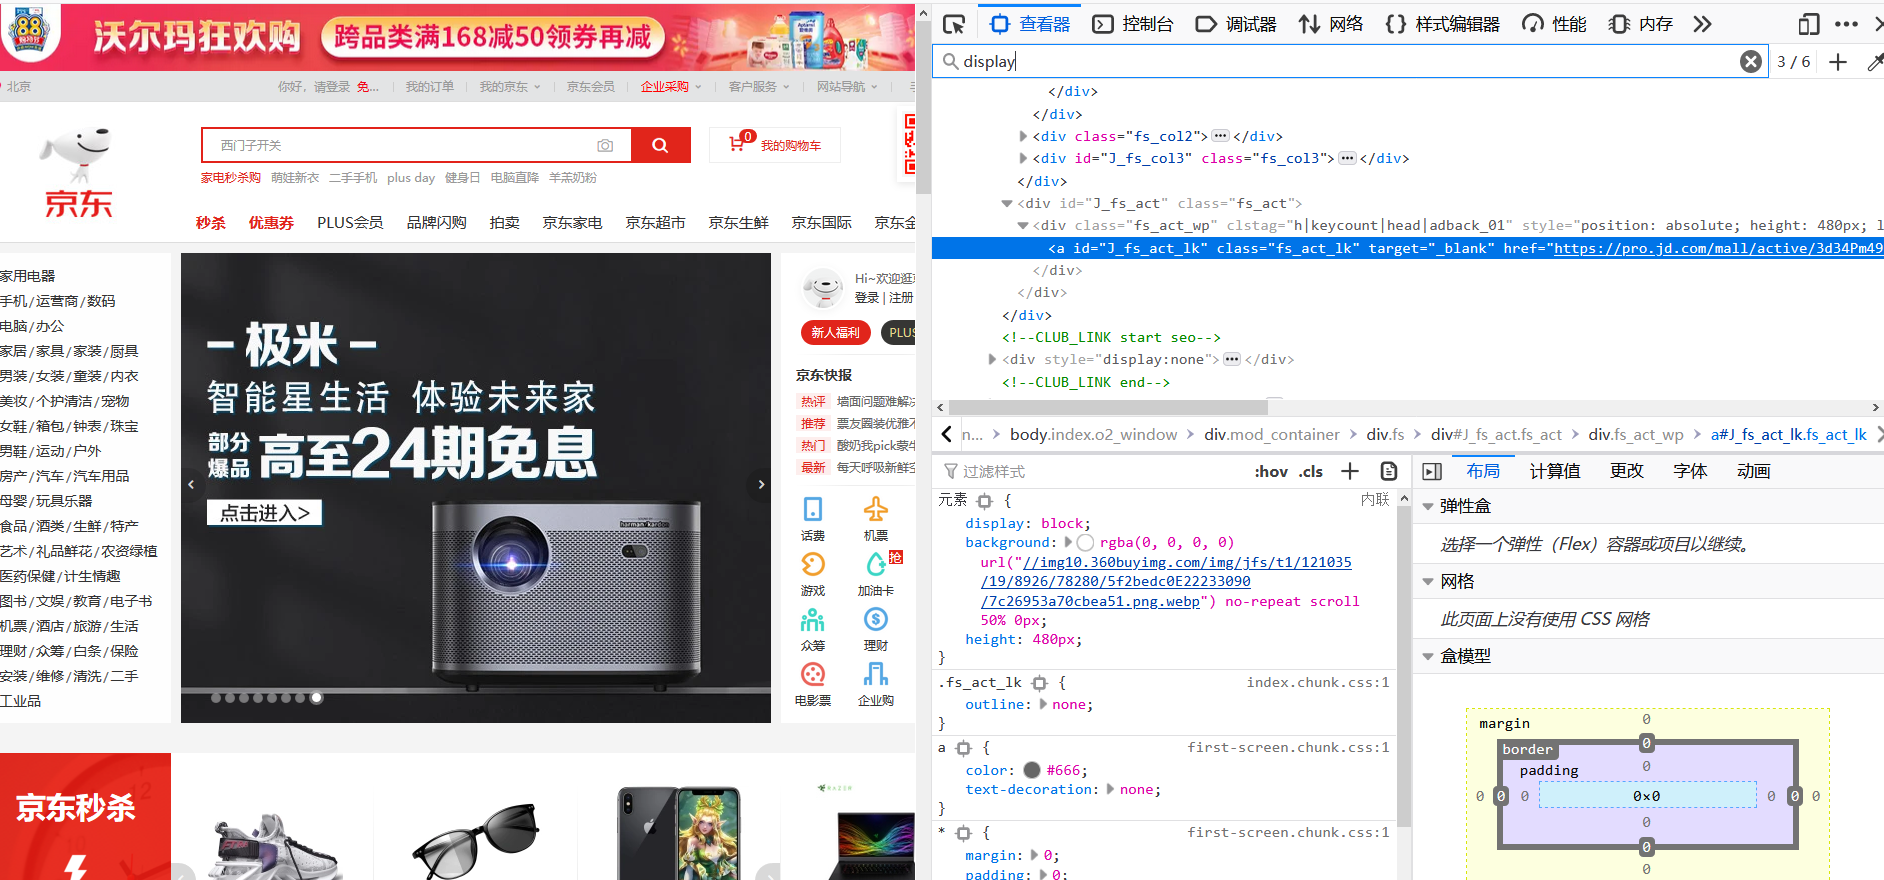 沃尔玛狂欢购
跨品类满168减50领券再减
88
北京
你好，请登录 免...
我的订单
我的京东
京东会员
企业采购
客户服务
网站导航
西门子开关
0
我的购物车
家电秒杀购 萌娃新衣 二手手机 plus day 健身日 电脑直降 羊羔奶粉
京东
秒杀 优惠券 PLUS会员 品牌闪购 拍卖 京东家电 京东超市 京东生鲜 京东国际 京东金
家用电器
手机/运营商/数码
电脑/办公
家居/家具/家装/厨具
男装/女装/童装/内衣
美妆/个护清洁/宠物
女鞋/箱包/钟表/珠宝
男鞋/运动/户外
房产/汽车/汽车用品
母婴/玩具乐器
食品/酒类/生鲜/特产
艺术/礼品鲜花/农资绿植
医药保健/计生情趣
图书/文娱/教育/电子书
机票/酒店/旅游/生活
理财/众筹/白条/保险
安装/维修/清洗/二手
工业品
– 极米 –
智能星生活 体验未来家
部分爆品 高至24期免息
点击进入>
harman/kardon
Hi~欢迎逛
登录 | 注册
新人福利 PLUS
京东快报
热评 墙面问题难解决
推荐 票友圈装优雅
热门 酸奶我pick蒙牛
最新 每天呼吸新鲜空
话费 机票
抢
游戏 加油卡
众筹 理财
电影票 企业购
京东秒杀
12
10
RAZER
查看器 控制台 调试器 网络 样式编辑器 性能 内存
display
3 / 6
</div>
</div>
<div class="fs_col2"> ••• </div>
<div id="J_fs_col3" class="fs_col3"> ••• </div>
</div>
<div id="J_fs_act" class="fs_act">
<div class="fs_act_wp" clstag="h|keycount|head|adback_01" style="position: absolute; height: 480px; l
<a id="J_fs_act_lk" class="fs_act_lk" target="_blank" href="https://pro.jd.com/mall/active/3d34Pm49
</div>
</div>
</div>
<!--CLUB_LINK start seo-->
<div style="display:none"> ••• </div>
<!--CLUB_LINK end-->
n... > body.index.o2_window > div.mod_container > div.fs > div#J_fs_act.fs_act > div.fs_act_wp > a#J_fs_act_lk.fs_act_lk
过滤样式 :hov .cls +
元素 { 内联
display: block;
background: rgba(0, 0, 0, 0)
url("//img10.360buyimg.com/img/jfs/t1/121035
/19/8926/78280/5f2bedc0E22233090
/7c26953a70cbea51.png.webp") no-repeat scroll
50% 0px;
height: 480px;
}
.fs_act_lk { index.chunk.css:1
outline: none;
}
a { first-screen.chunk.css:1
color: #666;
text-decoration: none;
}
* { first-screen.chunk.css:1
margin: 0;
padding: 0;
布局 计算值 更改 字体 动画
弹性盒
选择一个弹性（Flex）容器或项目以继续。
网格
此页面上没有使用 CSS 网格
盒模型
margin 0
border 0
padding 0
0 0 0 0×0 0 0 0
0
0
0